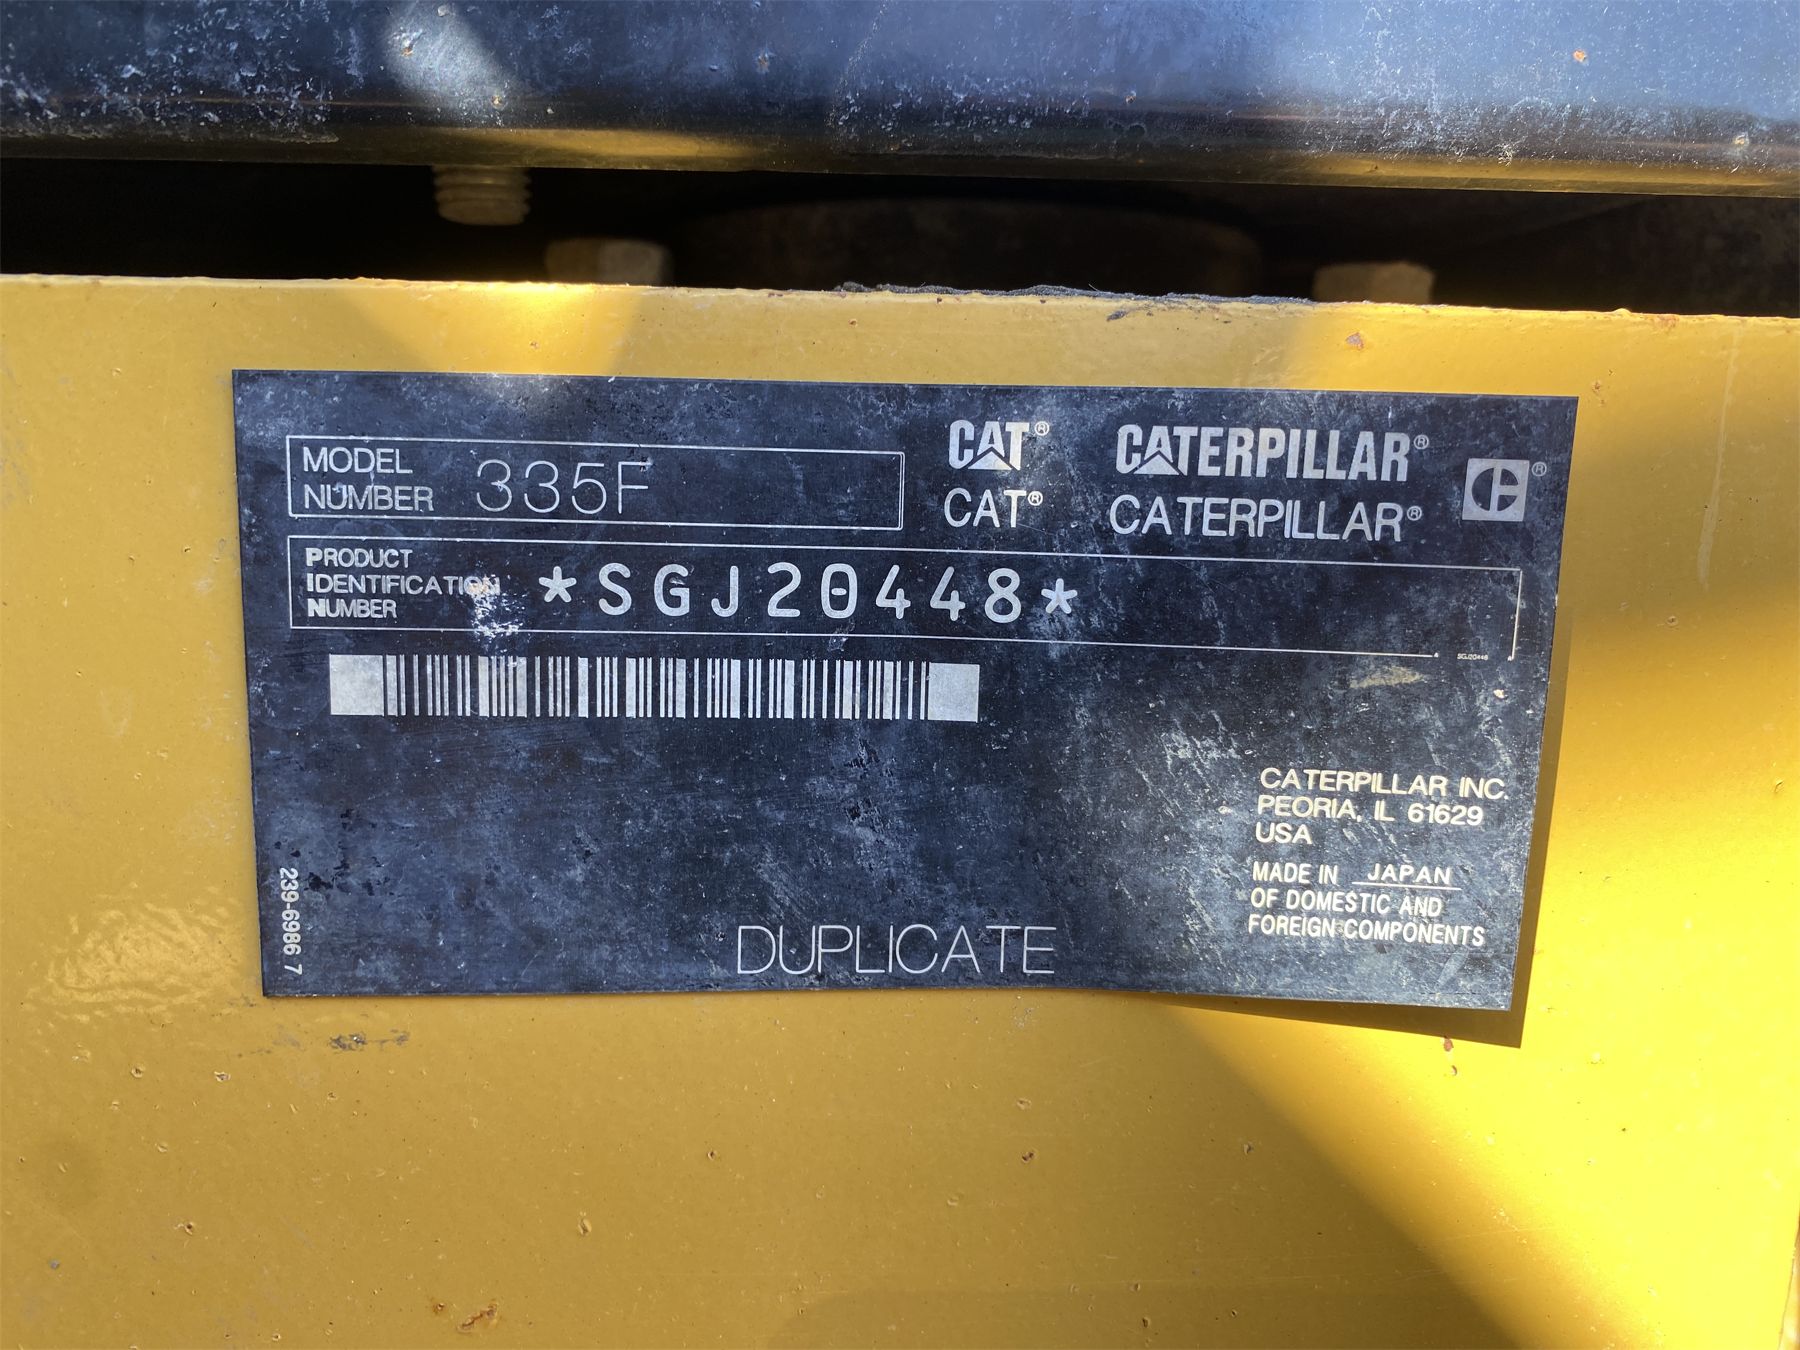 MODEL
NUMBER
335F
CAT® CATERPILLAR®
CAT® CATERPILLAR®
PRODUCT
IDENTIFICATION
NUMBER
*SGJ20448*
SGJ20448
CATERPILLAR INC.
PEORIA, IL 61629
USA
MADE IN JAPAN
OF DOMESTIC AND
FOREIGN COMPONENTS
DUPLICATE
239-6986 7